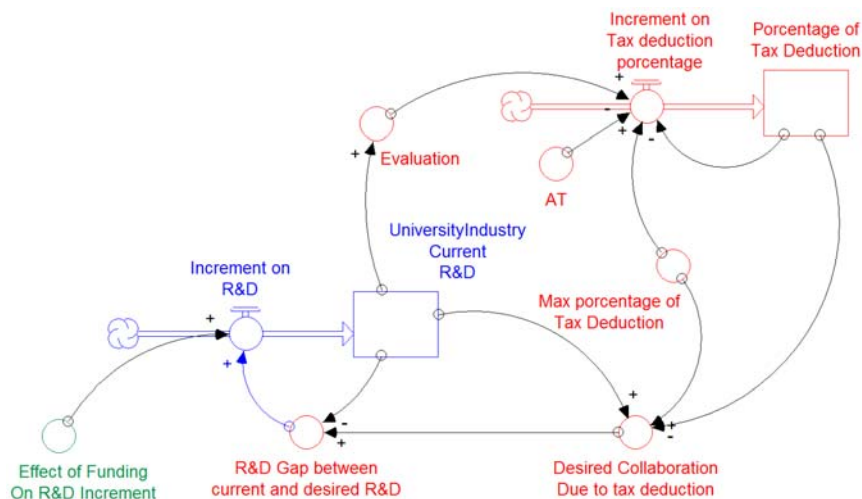 Increment on
Tax deduction
porcentage
Porcentage of
Tax Deduction
+
-
+
-
Evaluation
+
AT
UniversityIndustry
Current
R&D
Increment on
R&D
Max porcentage of
Tax Deduction
+
+
+
-
+
+
-
Effect of Funding
On R&D Increment
R&D Gap between
current and desired R&D
Desired Collaboration
Due to tax deduction